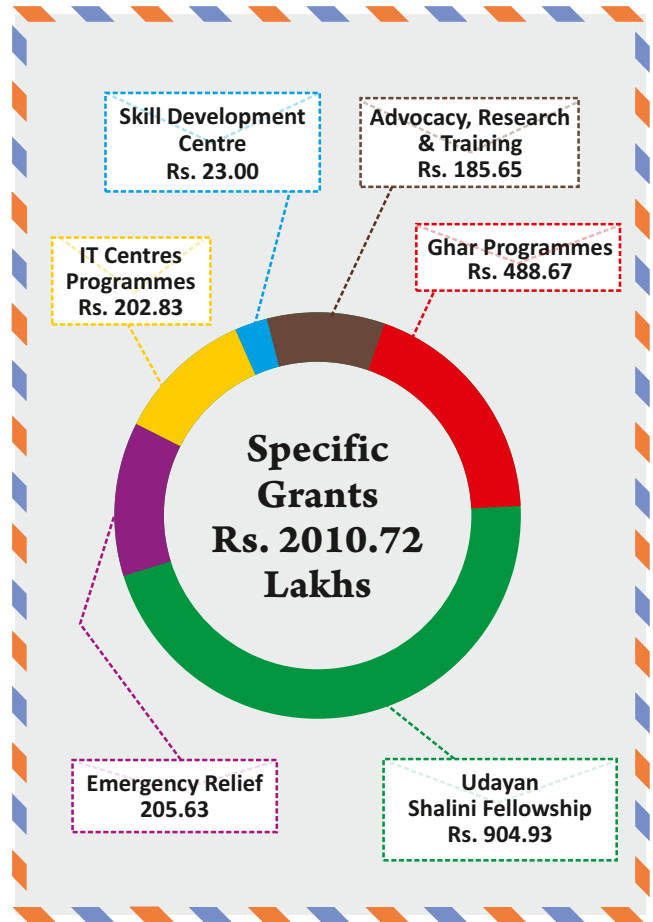 Skill Development
Centre
Rs. 23.00
Advocacy, Research
& Training
Rs. 185.65
IT Centres
Programmes
Rs. 202.83
Ghar Programmes
Rs. 488.67
Specific
Grants
Rs. 2010.72
Lakhs
Emergency Relief
205.63
Udayan
Shalini Fellowship
Rs. 904.93